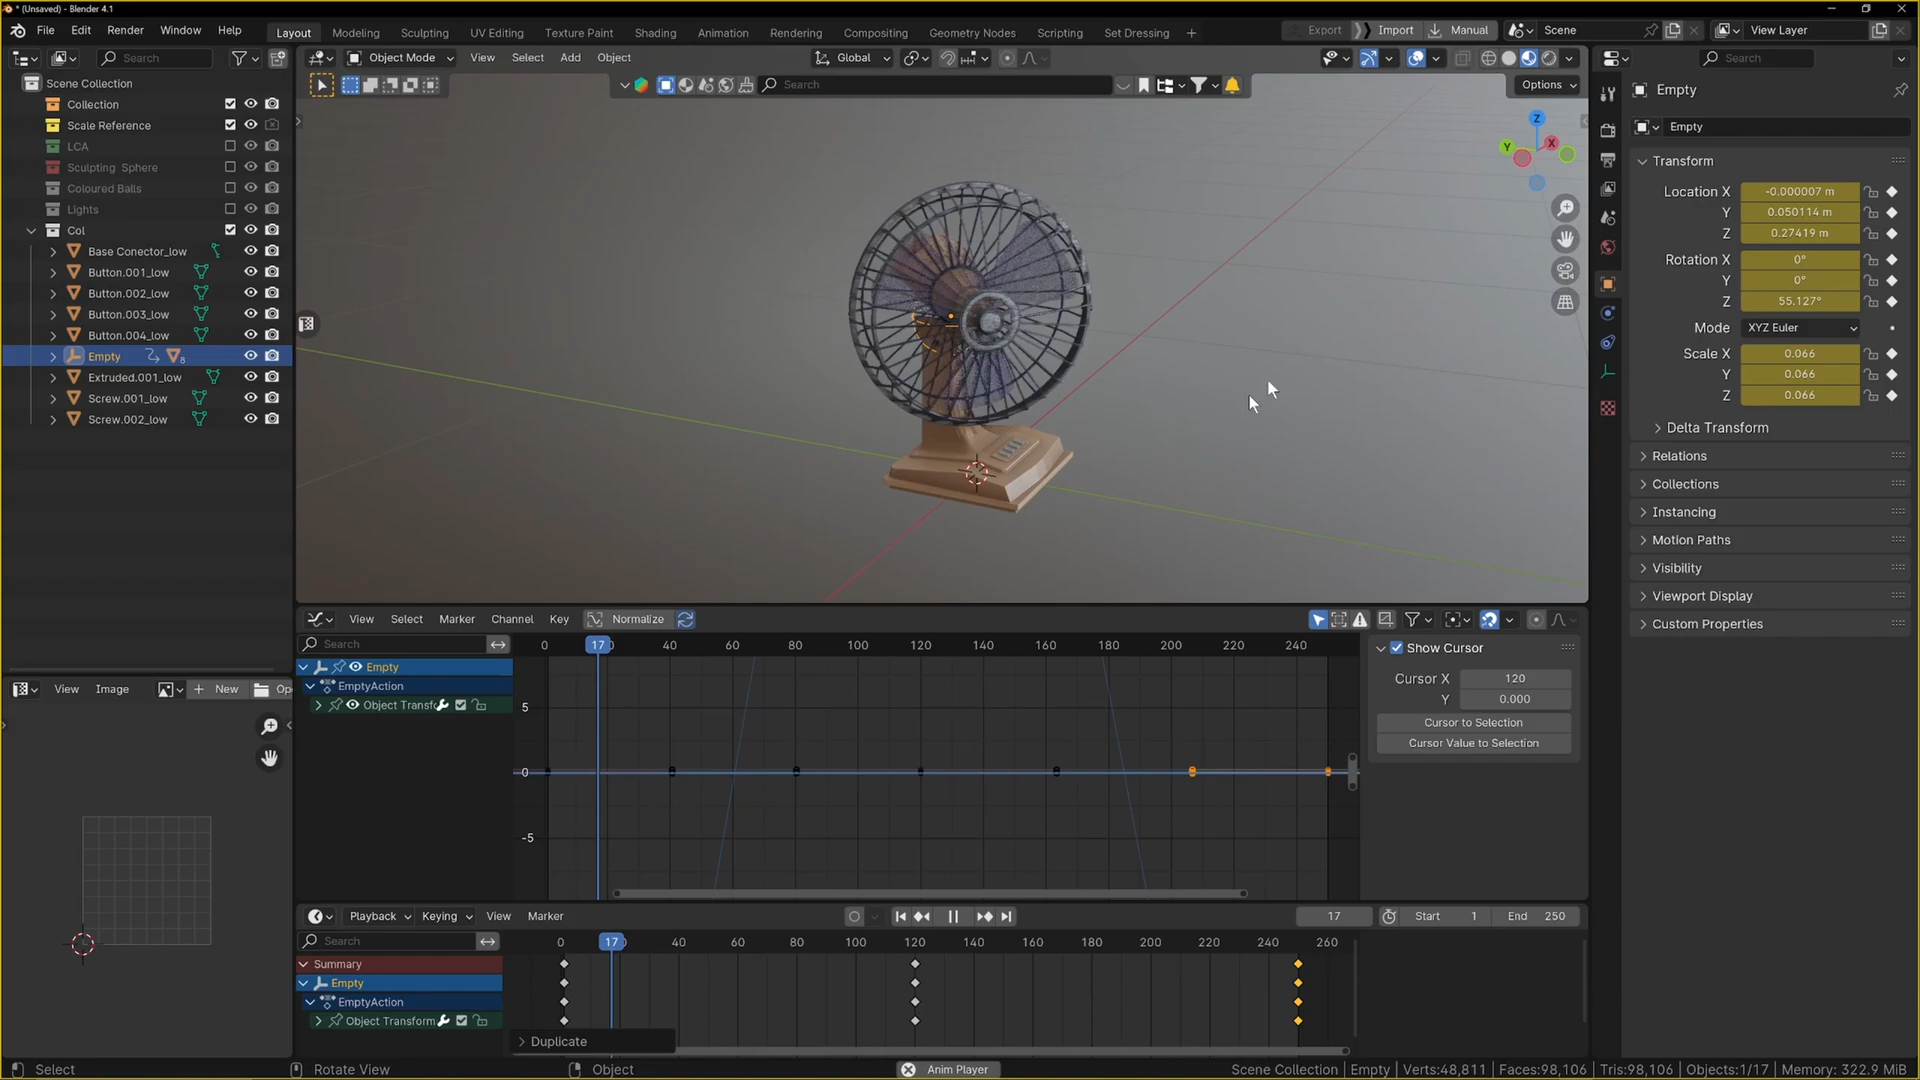 * (Unsaved) - Blender 4.1
File Edit Render Window Help Layout Modeling Sculpting UV Editing Texture Paint Shading Animation Rendering Compositing Geometry Nodes Scripting Set Dressing + Export Import Manual Scene View Layer
Search
Object Mode View Select Add Object Global
Search
Search Options
Scene Collection
Collection
Scale Reference
LCA
Sculpting Sphere
Coloured Balls
Lights
Col
Base Conector_low
Button.001_low
Button.002_low
Button.003_low
Button.004_low
Empty 8
Extruded.001_low
Screw.001_low
Screw.002_low
Z
Y
X
Empty
Empty
Transform
Location X -0.000007 m
Y 0.050114 m
Z 0.27419 m
Rotation X 0°
Y 0°
Z 55.127°
Mode XYZ Euler
Scale X 0.066
Y 0.066
Z 0.066
Delta Transform
Relations
Collections
Instancing
Motion Paths
Visibility
Viewport Display
Custom Properties
View Select Marker Channel Key Normalize
Search 0 17 40 60 80 100 120 140 160 180 200 220 240
Empty
EmptyAction
Object Transf
5
0
-5
Show Cursor
Cursor X 120
Y 0.000
Cursor to Selection
Cursor Value to Selection
View Image + New Op
Playback Keying View Marker 17 Start 1 End 250
Search 0 17 40 60 80 100 120 140 160 180 200 220 240 260
Summary
Empty
EmptyAction
Object Transform
Duplicate
Select Rotate View Object Anim Player Scene Collection | Empty | Verts:48,811 | Faces:98,106 | Tris:98,106 | Objects:1/17 | Memory: 322.9 MiB